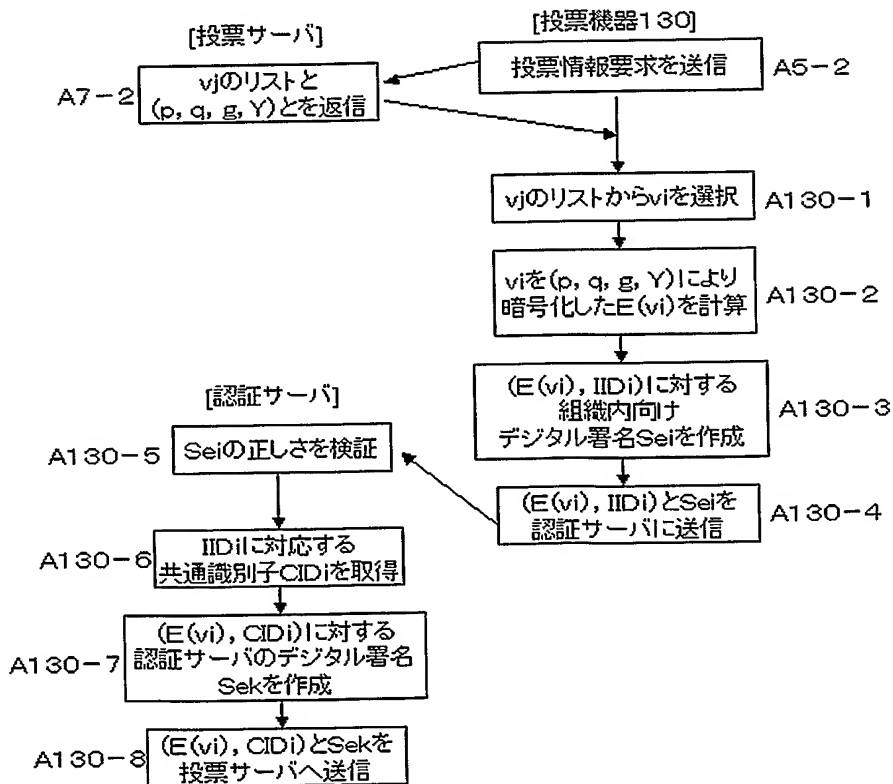 [投票サーバ]
[投票機器130]
投票情報要求を送信
A5-2
A7-2
vjのリストと
(p, q, g, Y)とを返信
vjのリストからviを選択
A130-1
viを(p, q, g, Y)により
暗号化したE(vi)を計算
A130-2
(E(vi), IIDi)に対する
組織内向け
デジタル署名Seiを作成
A130-3
(E(vi), IIDi)とSeiを
認証サーバに送信
A130-4
[認証サーバ]
A130-5
Seiの正しさを検証
A130-6
IIDiに対応する
共通識別子CIDiを取得
A130-7
(E(vi), CIDi)に対する
認証サーバのデジタル署名
Sekを作成
A130-8
(E(vi), CIDi)とSekを
投票サーバへ送信